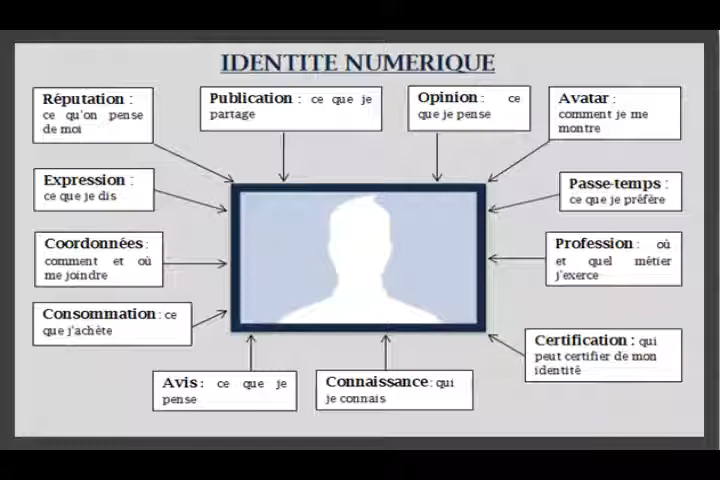 IDENTITE NUMERIQUE
Réputation :
ce qu'on pense
de moi
Publication : ce que je
partage
Opinion : ce
que je pense
Avatar :
comment je me
montre
Expression :
ce que je dis
Passe-temps :
ce que je préfère
Coordonnées :
comment et où
me joindre
Profession : où
et quel métier
j'exerce
Consommation : ce
que j'achète
Certification : qui
peut certifier de mon
identité
Avis : ce que je
pense
Connaissance : qui
je connais